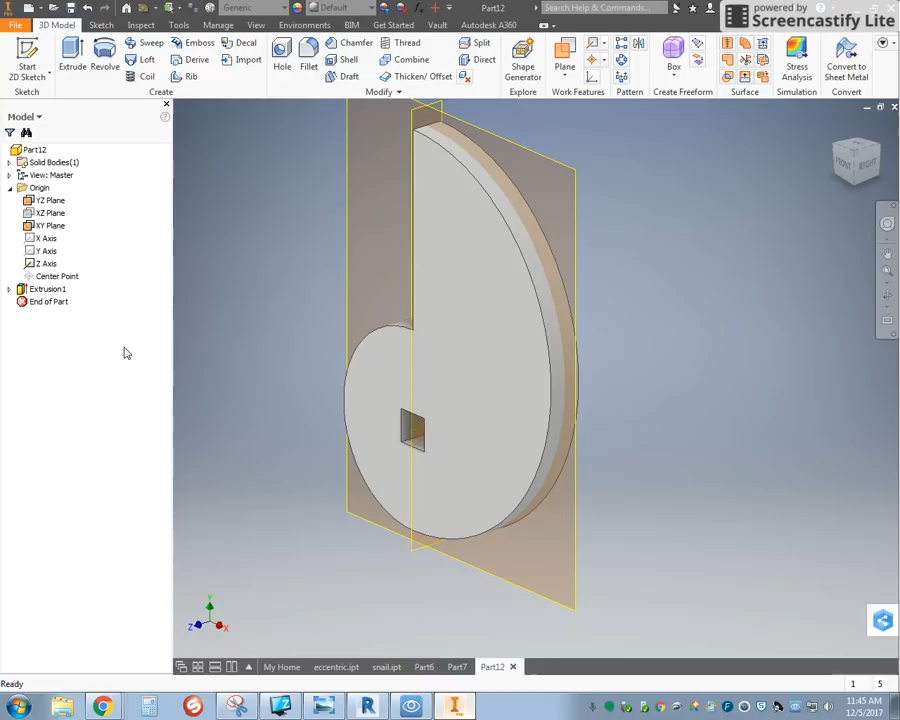 Generic
Default
Part12
Search Help & Commands...
powered by
Screencastify Lite
File
3D Model
Sketch
Inspect
Tools
Manage
View
Environments
BIM
Get Started
Vault
Autodesk A360
Start
2D Sketch
Extrude
Revolve
Sweep
Emboss
Decal
Loft
Derive
Import
Coil
Rib
Hole
Fillet
Chamfer
Thread
Split
Shell
Combine
Direct
Draft
Thicken/ Offset
Shape
Generator
Plane
Box
Stress
Analysis
Convert to
Sheet Metal
Sketch
Create
Modify
Explore
Work Features
Pattern
Create Freeform
Surface
Simulation
Convert
Model
Part12
Solid Bodies(1)
View: Master
Origin
YZ Plane
XZ Plane
XY Plane
X Axis
Y Axis
Z Axis
Center Point
Extrusion1
End of Part
FRONT
RIGHT
Y
Z
X
My Home
eccentric.ipt
snail.ipt
Part6
Part7
Part12
Ready
1
5
11:45 AM
12/5/2017